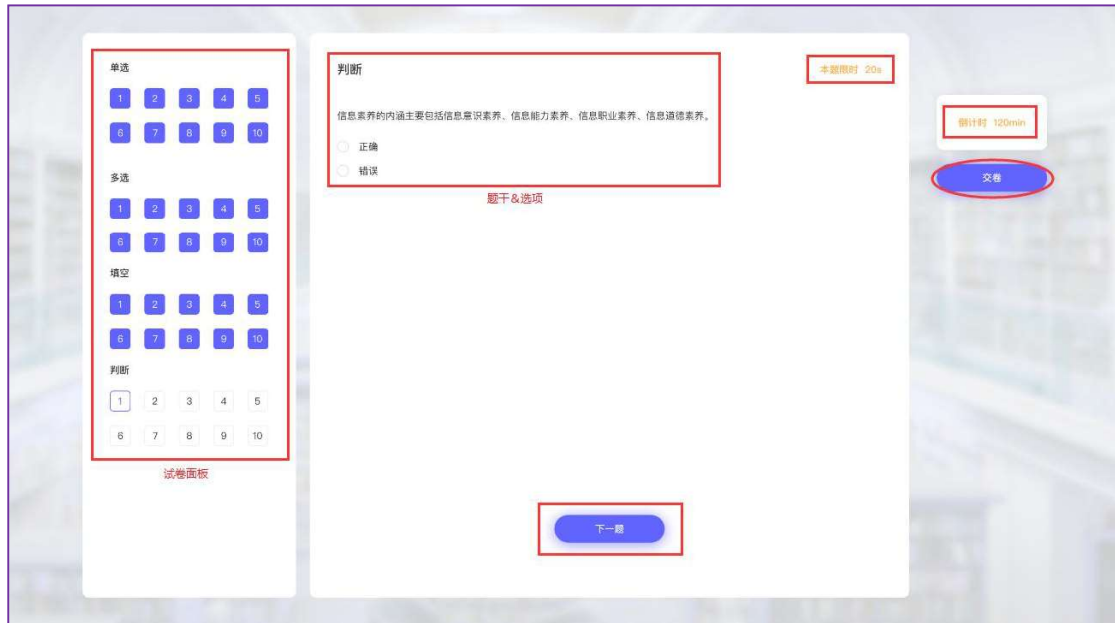 单选
1 2 3 4 5
6 7 8 9 10
多选
1 2 3 4 5
6 7 8 9 10
填空
1 2 3 4 5
6 7 8 9 10
判断
1 2 3 4 5
6 7 8 9 10
试卷面板
判断
本题限时 20s
信息素养的内涵主要包括信息意识素养、信息能力素养、信息职业素养、信息道德素养。
正确
错误
题干&选项
下一题
倒计时 120min
交卷